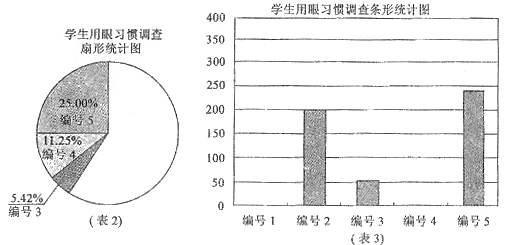 学生用眼习惯调查
扇形统计图
25.00%
编号 5
11.25%
编号 4
5.42%
编号 3
(表2)
学生用眼习惯调查条形统计图
400
350
300
250
200
150
100
50
0
编号 1 编号 2 编号 3 编号 4 编号 5
(表3)